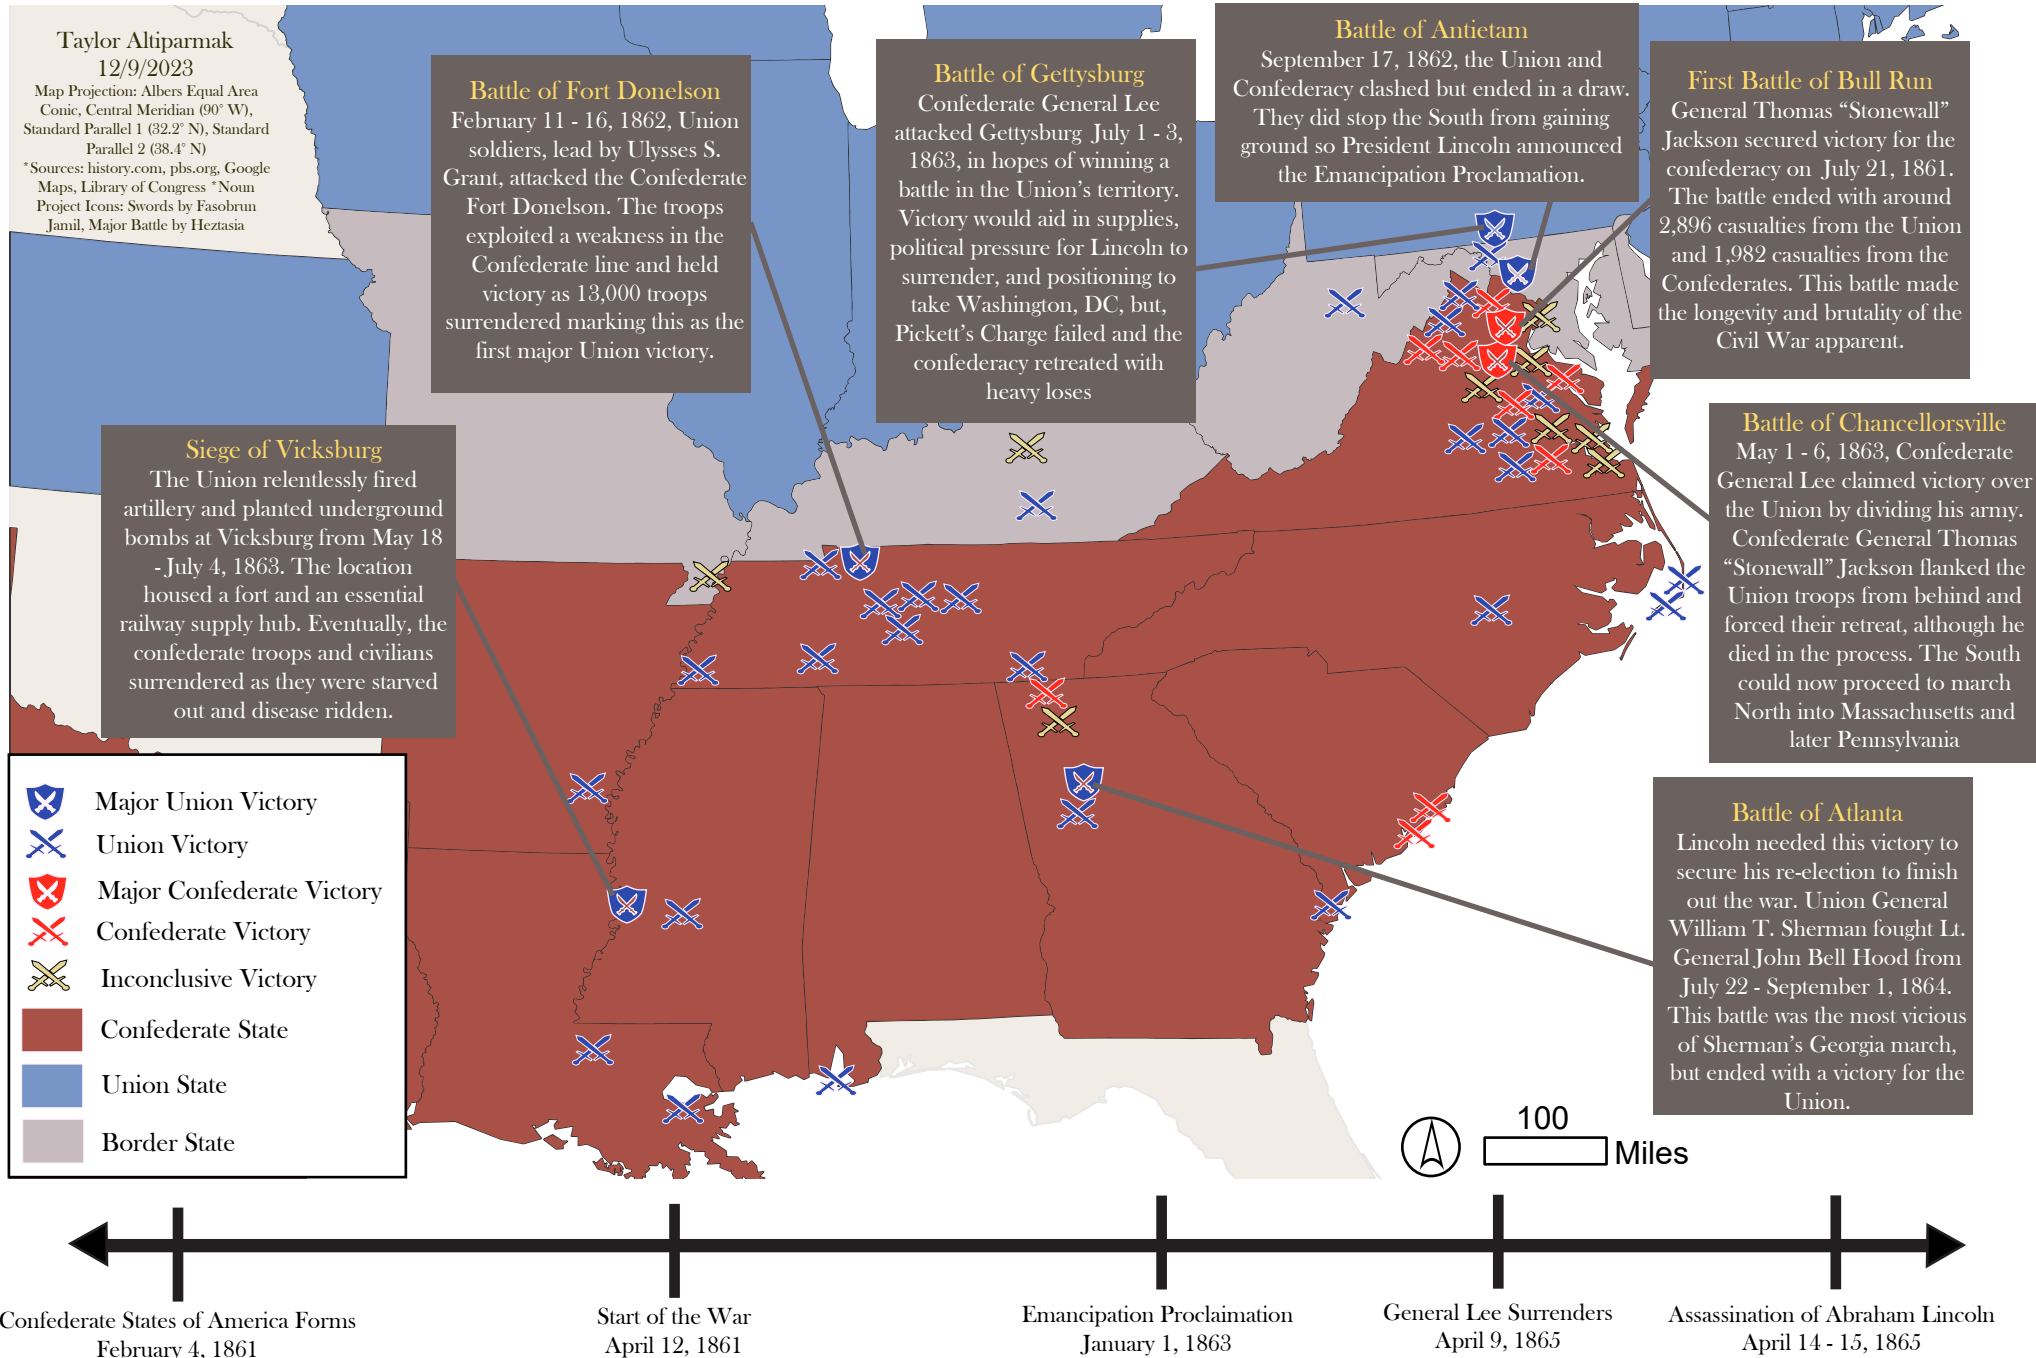 Taylor Altiparmak
12/9/2023
Map Projection: Albers Equal Area
Conic, Central Meridian (90° W),
Standard Parallel 1 (32.2° N), Standard
Parallel 2 (38.4° N)
*Sources: history.com, pbs.org, Google
Maps, Library of Congress *Noun
Project Icons: Swords by Fasobrun
Jamil, Major Battle by Heztasia
Battle of Fort Donelson
February 11 - 16, 1862, Union
soldiers, lead by Ulysses S.
Grant, attacked the Confederate
Fort Donelson. The troops
exploited a weakness in the
Confederate line and held
victory as 13,000 troops
surrendered marking this as the
first major Union victory.
Battle of Gettysburg
Confederate General Lee
attacked Gettysburg July 1 - 3,
1863, in hopes of winning a
battle in the Union's territory.
Victory would aid in supplies,
political pressure for Lincoln to
surrender, and positioning to
take Washington, DC, but,
Pickett's Charge failed and the
confederacy retreated with
heavy loses
Battle of Antietam
September 17, 1862, the Union and
Confederacy clashed but ended in a draw.
They did stop the South from gaining
ground so President Lincoln announced
the Emancipation Proclamation.
First Battle of Bull Run
General Thomas “Stonewall”
Jackson secured victory for the
confederacy on July 21, 1861.
The battle ended with around
2,896 casualties from the Union
and 1,982 casualties from the
Confederates. This battle made
the longevity and brutality of the
Civil War apparent.
Siege of Vicksburg
The Union relentlessly fired
artillery and planted underground
bombs at Vicksburg from May 18
- July 4, 1863. The location
housed a fort and an essential
railway supply hub. Eventually, the
confederate troops and civilians
surrendered as they were starved
out and disease ridden.
Battle of Chancellorsville
May 1 - 6, 1863, Confederate
General Lee claimed victory over
the Union by dividing his army.
Confederate General Thomas
“Stonewall” Jackson flanked the
Union troops from behind and
forced their retreat, although he
died in the process. The South
could now proceed to march
North into Massachusetts and
later Pennsylvania
Battle of Atlanta
Lincoln needed this victory to
secure his re-election to finish
out the war. Union General
William T. Sherman fought Lt.
General John Bell Hood from
July 22 - September 1, 1864.
This battle was the most vicious
of Sherman's Georgia march,
but ended with a victory for the
Union.
Major Union Victory
Union Victory
Major Confederate Victory
Confederate Victory
Inconclusive Victory
Confederate State
Union State
Border State
100
Miles
Confederate States of America Forms
February 4, 1861
Start of the War
April 12, 1861
Emancipation Proclaimation
January 1, 1863
General Lee Surrenders
April 9, 1865
Assassination of Abraham Lincoln
April 14 - 15, 1865